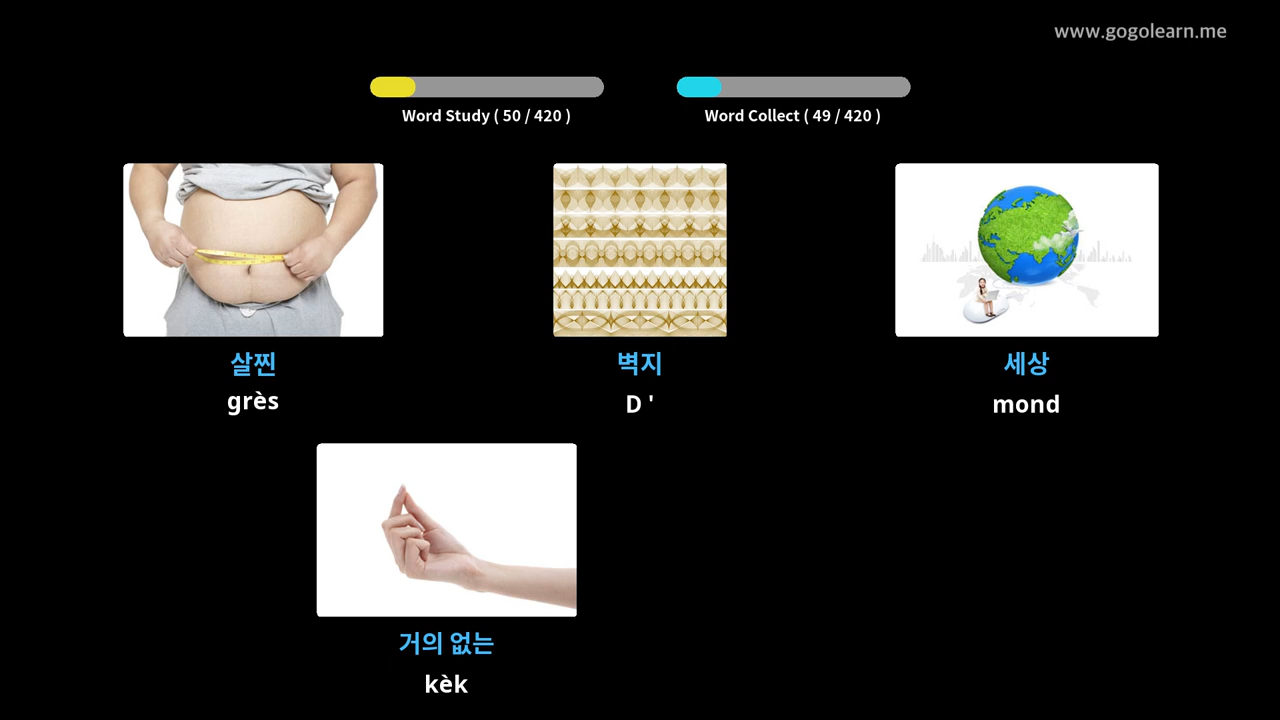 www.gogolearn.me
Word Study ( 50 / 420 )
Word Collect ( 49 / 420 )
살찐
grès
벽지
D '
세상
mond
거의 없는
kèk